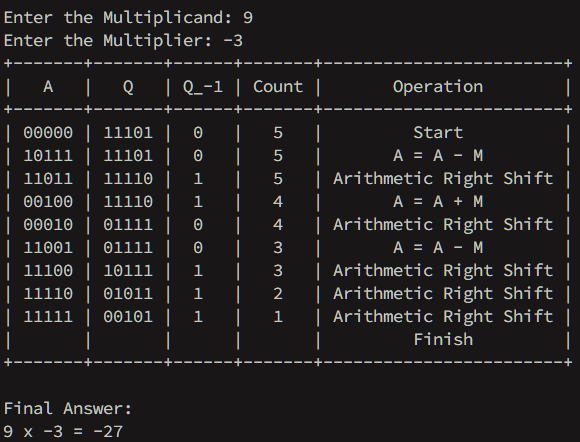 Enter the Multiplicand: 9
Enter the Multiplier: -3
+-------+-------+------+-------+------------------------+
| A | Q | Q_-1 | Count | Operation |
+-------+-------+------+-------+------------------------+
| 00000 | 11101 | 0 | 5 | Start |
| 10111 | 11101 | 0 | 5 | A = A - M |
| 11011 | 11110 | 1 | 5 | Arithmetic Right Shift |
| 00100 | 11110 | 1 | 4 | A = A + M |
| 00010 | 01111 | 0 | 4 | Arithmetic Right Shift |
| 11001 | 01111 | 0 | 3 | A = A - M |
| 11100 | 10111 | 1 | 3 | Arithmetic Right Shift |
| 11110 | 01011 | 1 | 2 | Arithmetic Right Shift |
| 11111 | 00101 | 1 | 1 | Arithmetic Right Shift |
| | | | | Finish |
+-------+-------+------+-------+------------------------+
Final Answer:
9 x -3 = -27